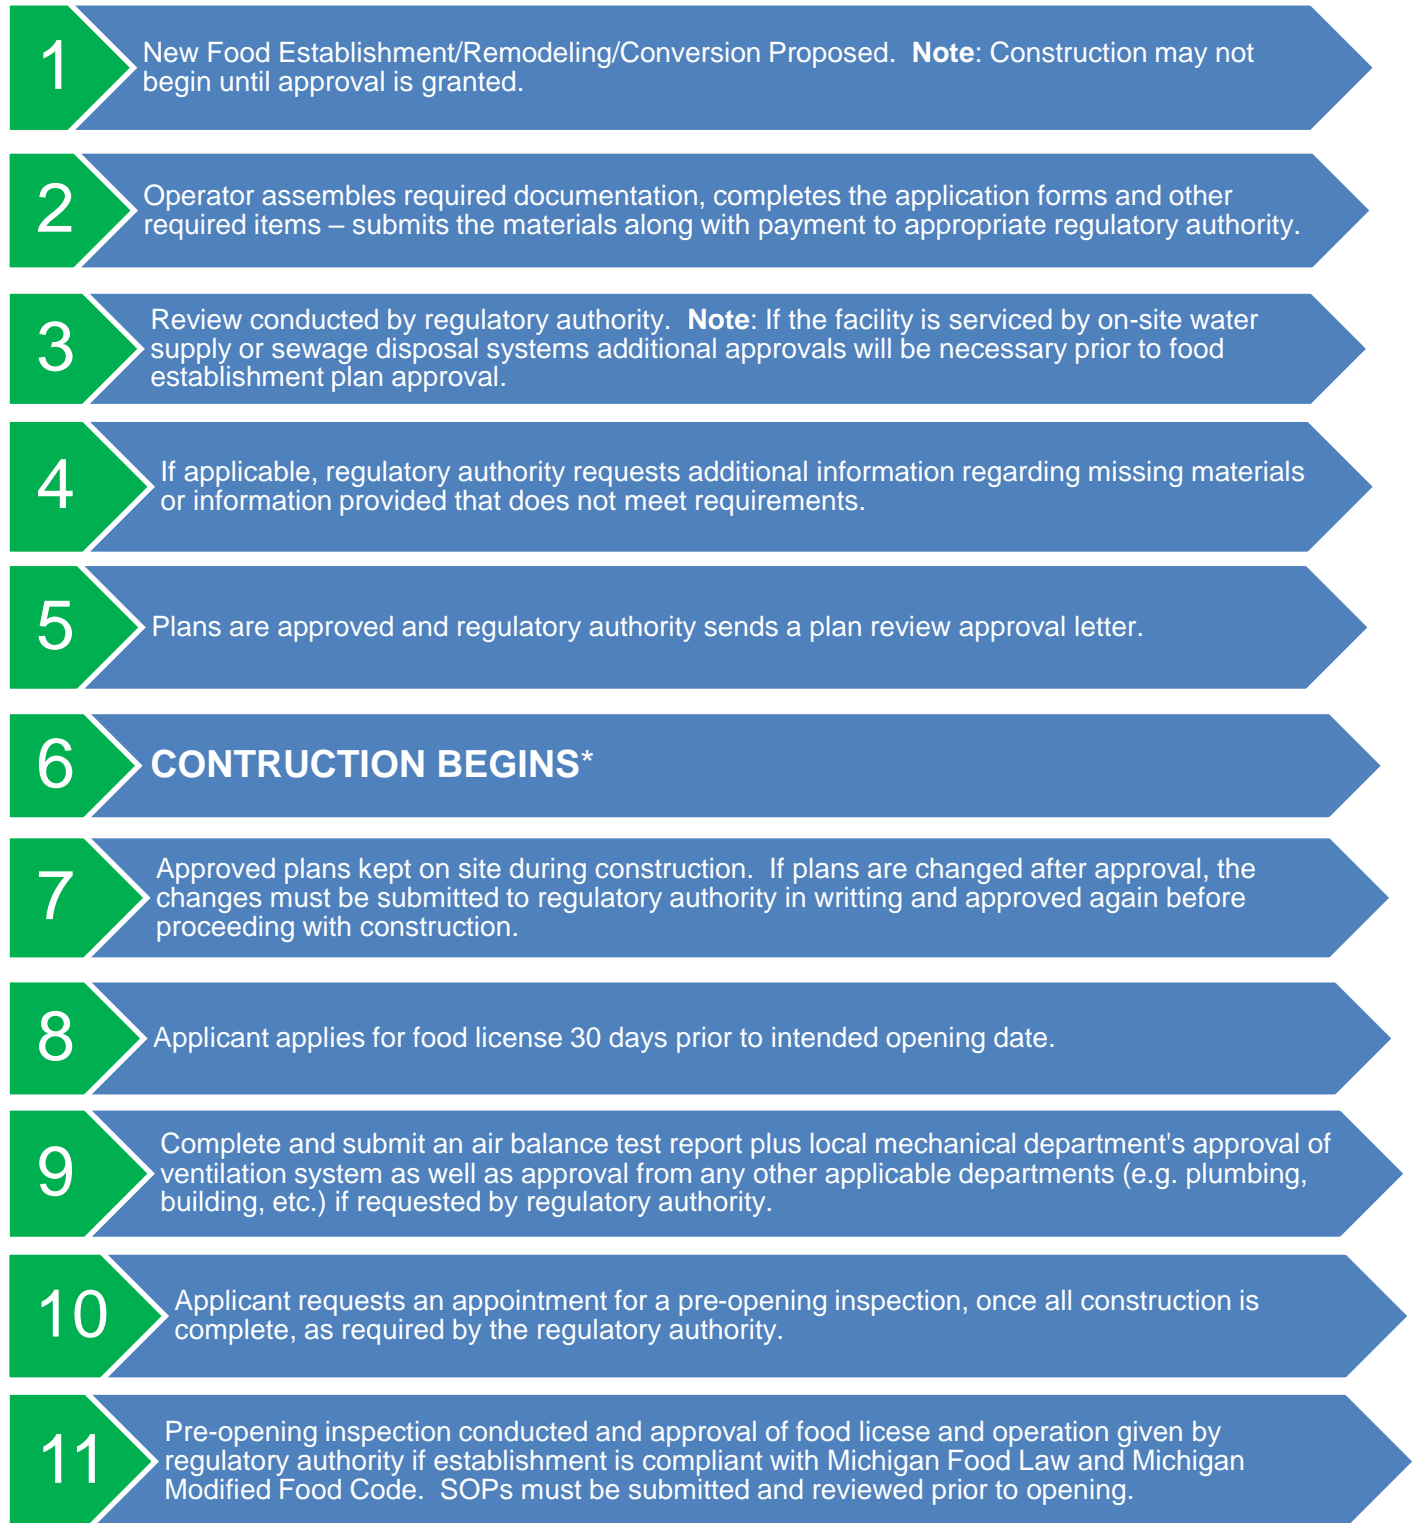 1
New Food Establishment/Remodeling/Conversion Proposed.  Note: Construction may not
begin until approval is granted.
2
Operator assembles required documentation, completes the application forms and other
required items – submits the materials along with payment to appropriate regulatory authority.
3
Review conducted by regulatory authority.  Note: If the facility is serviced by on-site water
supply or sewage disposal systems additional approvals will be necessary prior to food
establishment plan approval.
4
If applicable, regulatory authority requests additional information regarding missing materials
or information provided that does not meet requirements.
5
Plans are approved and regulatory authority sends a plan review approval letter.
6
CONTRUCTION BEGINS*
7
Approved plans kept on site during construction.  If plans are changed after approval, the
changes must be submitted to regulatory authority in writting and approved again before
proceeding with construction.
8
Applicant applies for food license 30 days prior to intended opening date.
9
Complete and submit an air balance test report plus local mechanical department's approval of
ventilation system as well as approval from any other applicable departments (e.g. plumbing,
building, etc.) if requested by regulatory authority.
10
Applicant requests an appointment for a pre-opening inspection, once all construction is
complete, as required by the regulatory authority.
11
Pre-opening inspection conducted and approval of food licese and operation given by
regulatory authority if establishment is compliant with Michigan Food Law and Michigan
Modified Food Code.  SOPs must be submitted and reviewed prior to opening.